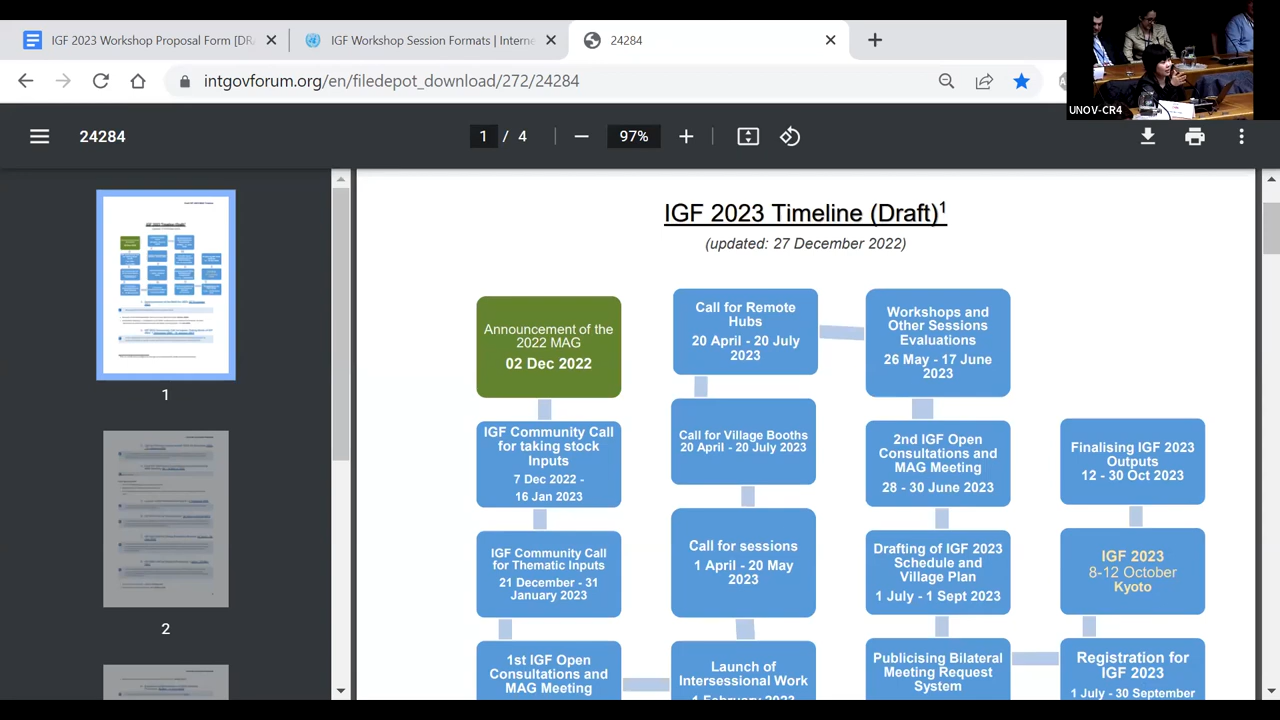 IGF 2023 Workshop Proposal Form [DR
IGF Workshop Session Formats | Intern
24284
intgovforum.org/en/filedepot_download/272/24284
UNOV-CR4
24284
1 / 4
97%
IGF 2023 Timeline (Draft)1
(updated: 27 December 2022)
Announcement of the
2022 MAG
02 Dec 2022
IGF Community Call
for taking stock
Inputs
7 Dec 2022 -
16 Jan 2023
IGF Community Call
for Thematic Inputs
21 December - 31
January 2023
1st IGF Open
Consultations and
MAG Meeting
Launch of
Intersessional Work
1 February 2023
Call for sessions
1 April - 20 May
2023
Call for Village Booths
20 April - 20 July 2023
Call for Remote
Hubs
20 April - 20 July
2023
Workshops and
Other Sessions
Evaluations
26 May - 17 June
2023
2nd IGF Open
Consultations and
MAG Meeting
28 - 30 June 2023
Drafting of IGF 2023
Schedule and
Village Plan
1 July - 1 Sept 2023
Publicising Bilateral
Meeting Request
System
Registration for
IGF 2023
1 July - 30 September
IGF 2023
8-12 October
Kyoto
Finalising IGF 2023
Outputs
12 - 30 Oct 2023
1
2